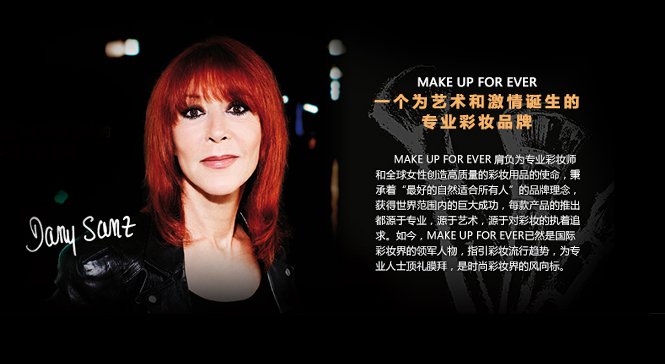 Dany Sanz
MAKE UP FOR EVER
一个为艺术和激情诞生的
专业彩妆品牌
MAKE UP FOR EVER 肩负为专业彩妆师
和全球女性创造高质量的彩妆用品的使命，秉
承着“最好的自然适合所有人”的品牌理念，
获得世界范围内的巨大成功，每款产品的推出
都源于专业，源于艺术，源于对彩妆的执着追
求。如今，MAKE UP FOR EVER已然是国际
彩妆界的领军人物，指引彩妆流行趋势，为专
业人士顶礼膜拜，是时尚彩妆界的风向标。